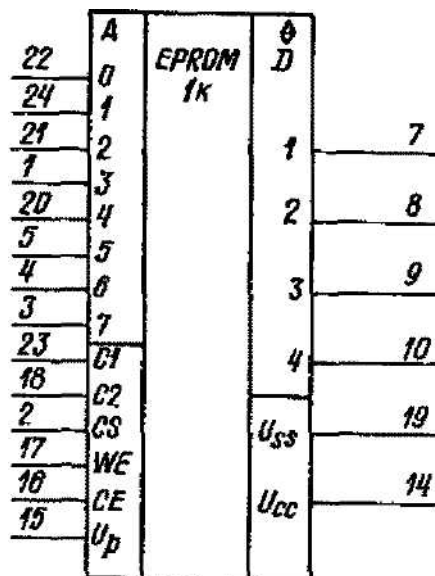 A EPROM D
22 0 1К
24 1
21 2 1 7
1 3
20 4 2 8
5 5
4 6 3 9
3 7
23 C1 4 10
18 C2
2 CS Uss 19
17 WE
16 CE Ucc 14
15 Up